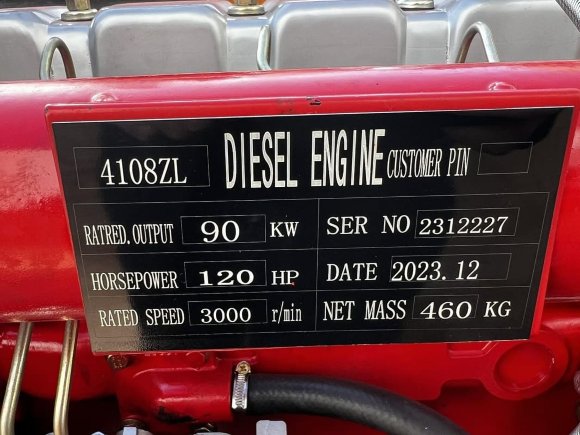 4108ZL DIESEL ENGINE CUSTOMER PIN
RATRED.OUTPUT 90 KW SER NO 2312227
HORSEPOWER 120 HP DATE 2023.12
RATED SPEED 3000 r/min NET MASS 460 KG